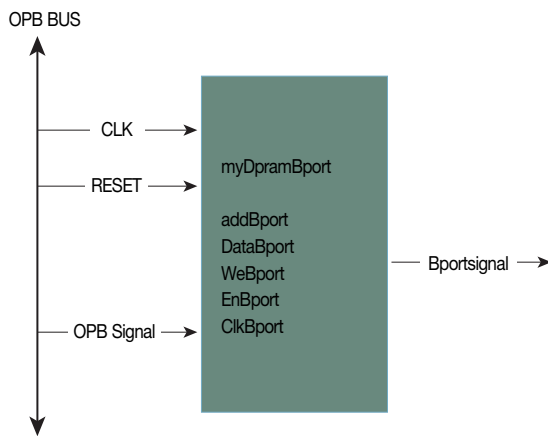 OPB BUS
CLK
myDpramBport
RESET
addBport
DataBport
WeBport
Bportsignal
EnBport
OPB Signal
ClkBport